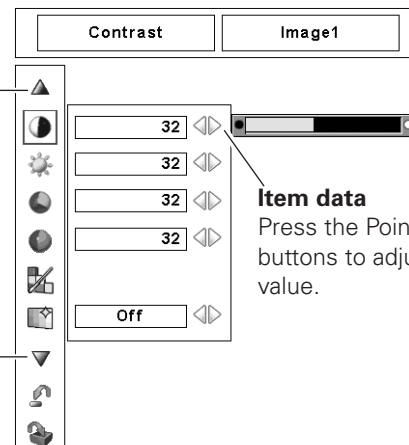 Contrast Image1
32
32
32
32
Off
Item data
Press the Poin
buttons to adju
value.